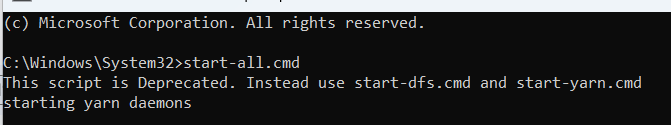 (c) Microsoft Corporation. All rights reserved.
C:\Windows\System32>start-all.cmd
This script is Deprecated. Instead use start-dfs.cmd and start-yarn.cmd
starting yarn daemons